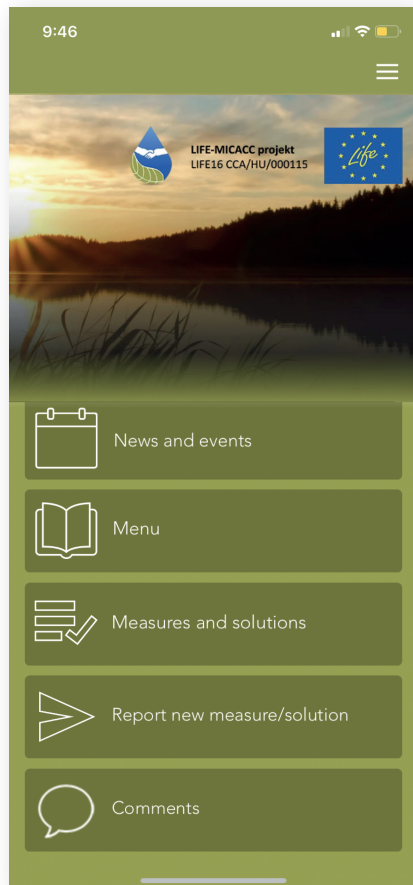 9:46
LIFE-MICACC projekt
LIFE16 CCA/HU/000115
Life
News and events
Menu
Measures and solutions
Report new measure/solution
Comments